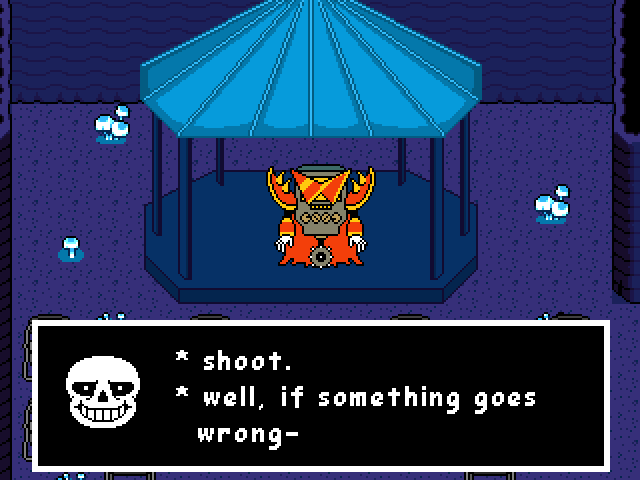 * shoot.
* well, if something goes
wrong-